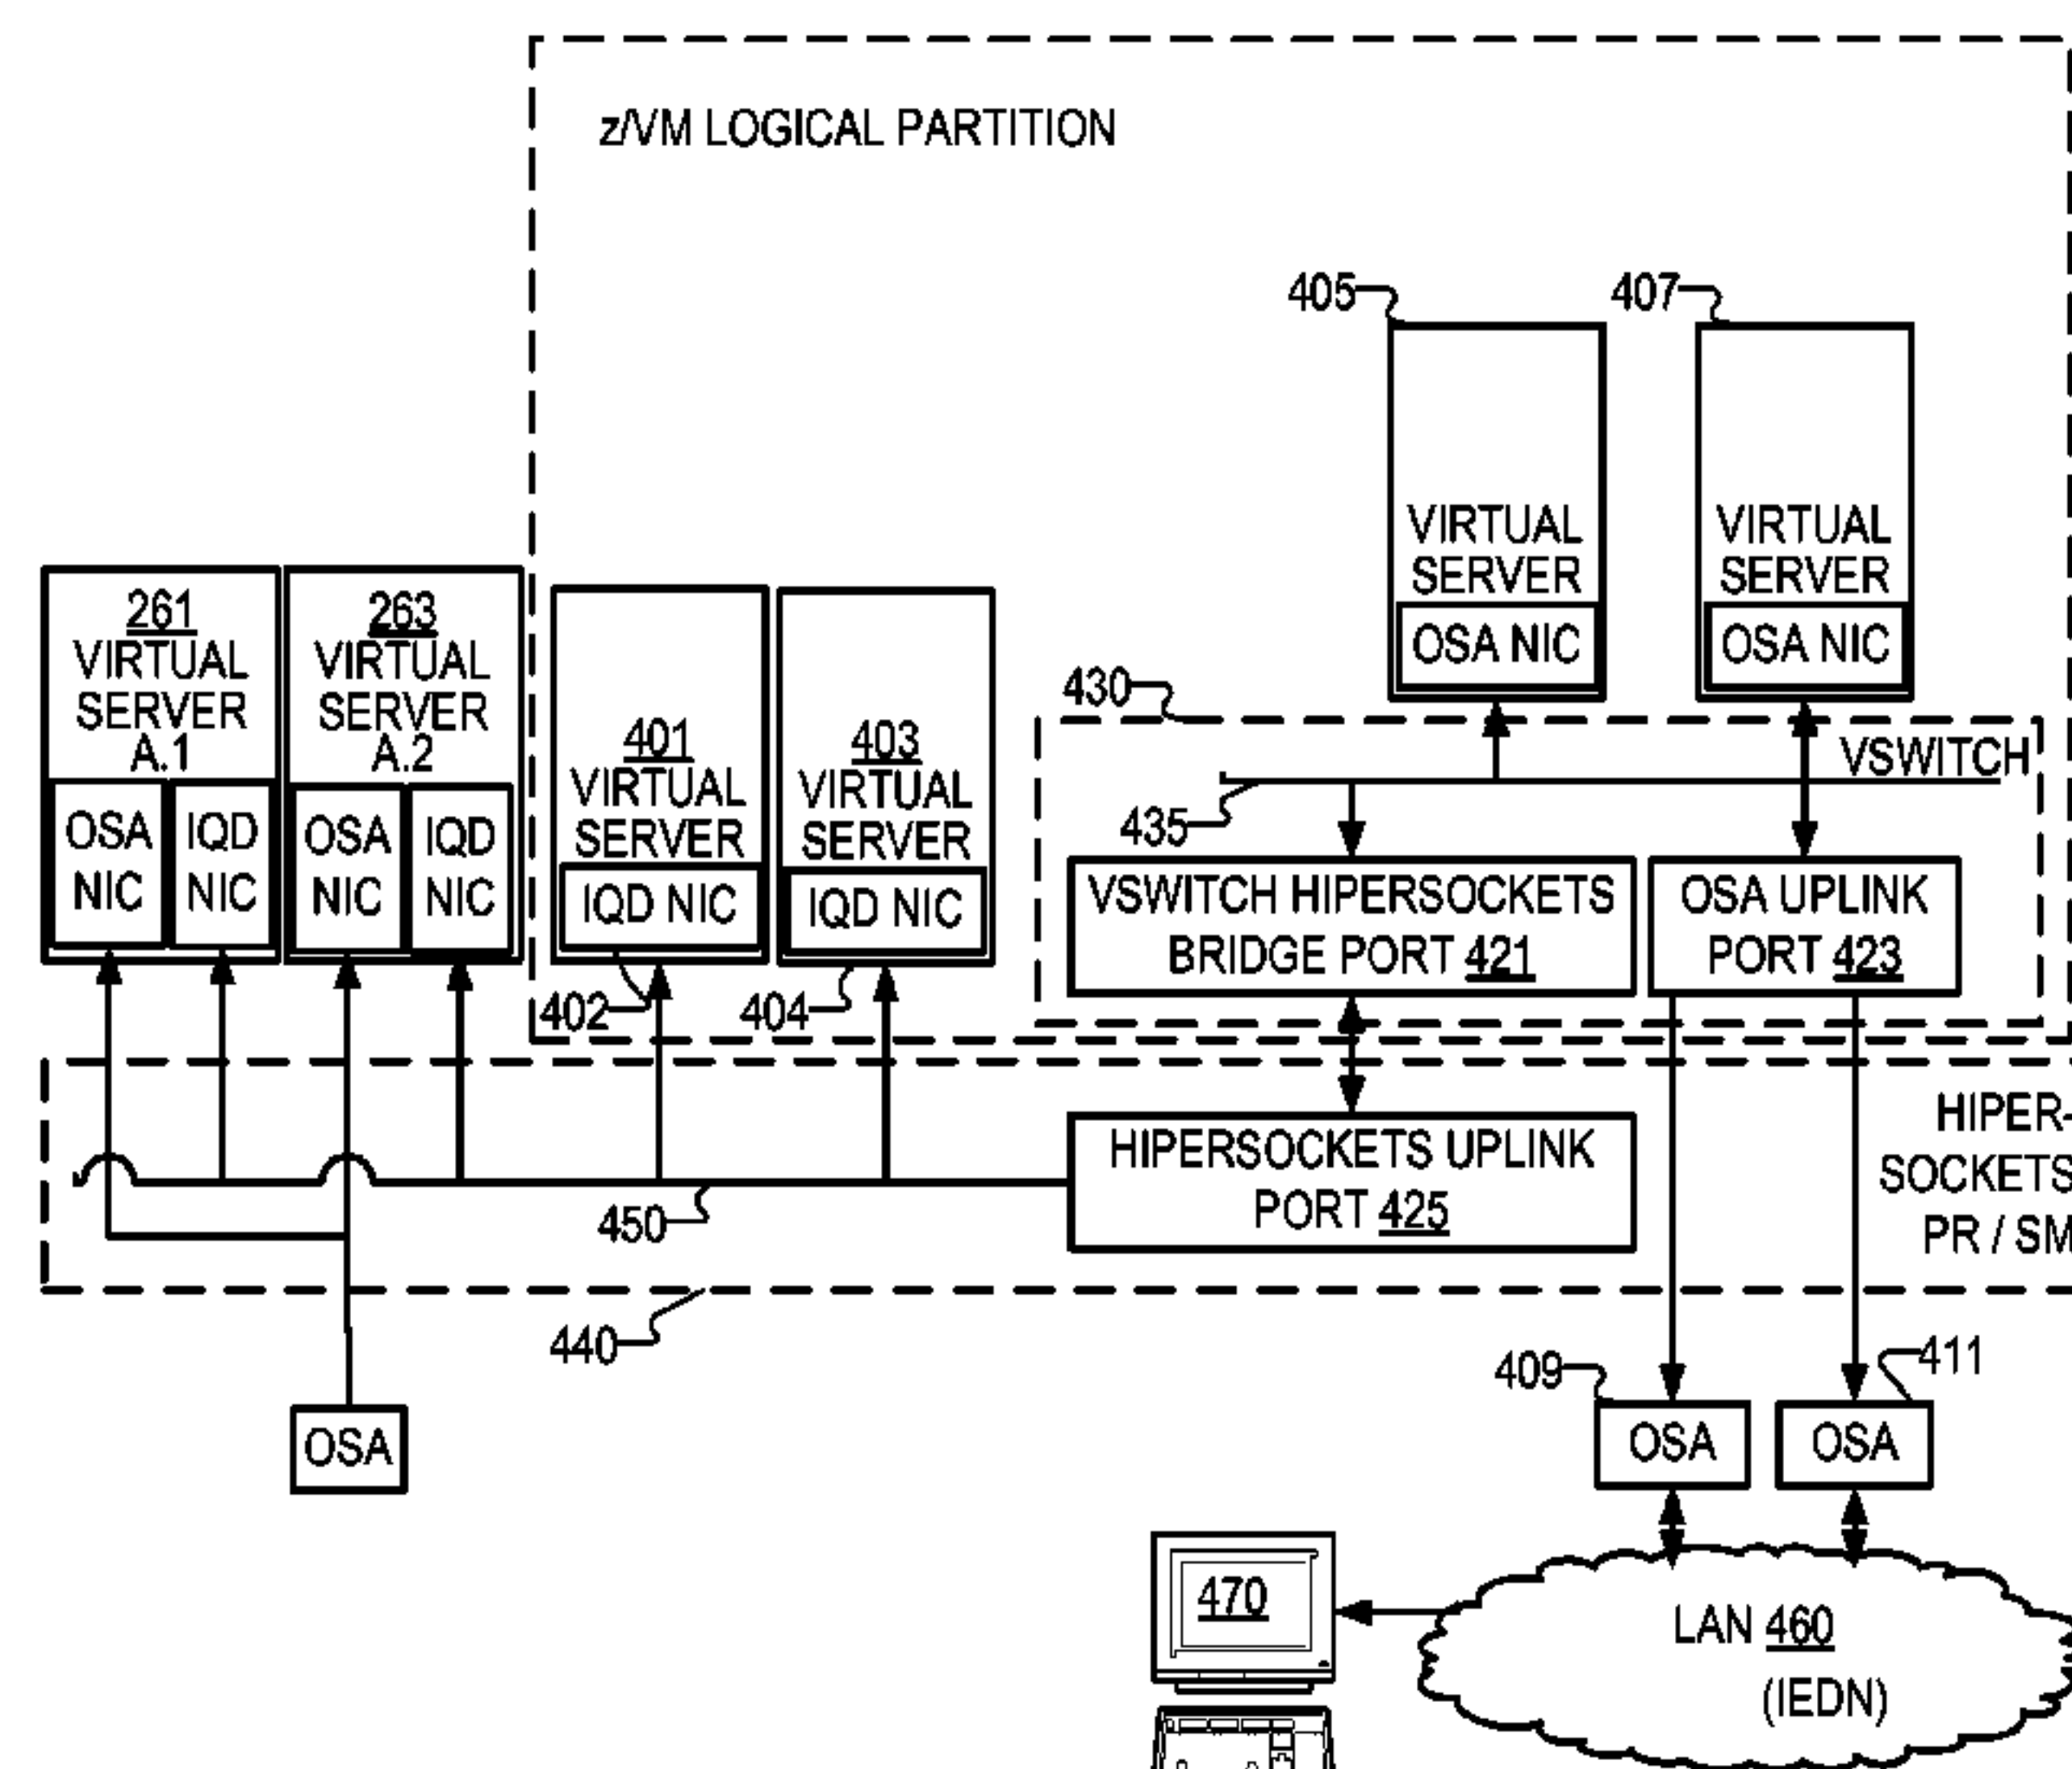 z/VM LOGICAL PARTITION
405
407
VIRTUAL
SERVER
OSA NIC
VIRTUAL
SERVER
OSA NIC
261
VIRTUAL
SERVER
A.1
OSA
NIC
IQD
NIC
263
VIRTUAL
SERVER
A.2
OSA
NIC
IQD
NIC
401
VIRTUAL
SERVER
IQD NIC
402
403
VIRTUAL
SERVER
IQD NIC
404
430
VSWITCH
435
VSWITCH HIPERSOCKETS
BRIDGE PORT 421
OSA UPLINK
PORT 423
HIPERSOCKETS UPLINK
PORT 425
HIPER-
SOCKETS
PR / SM
450
440
OSA
409
OSA
411
OSA
470
LAN 460
(IEDN)